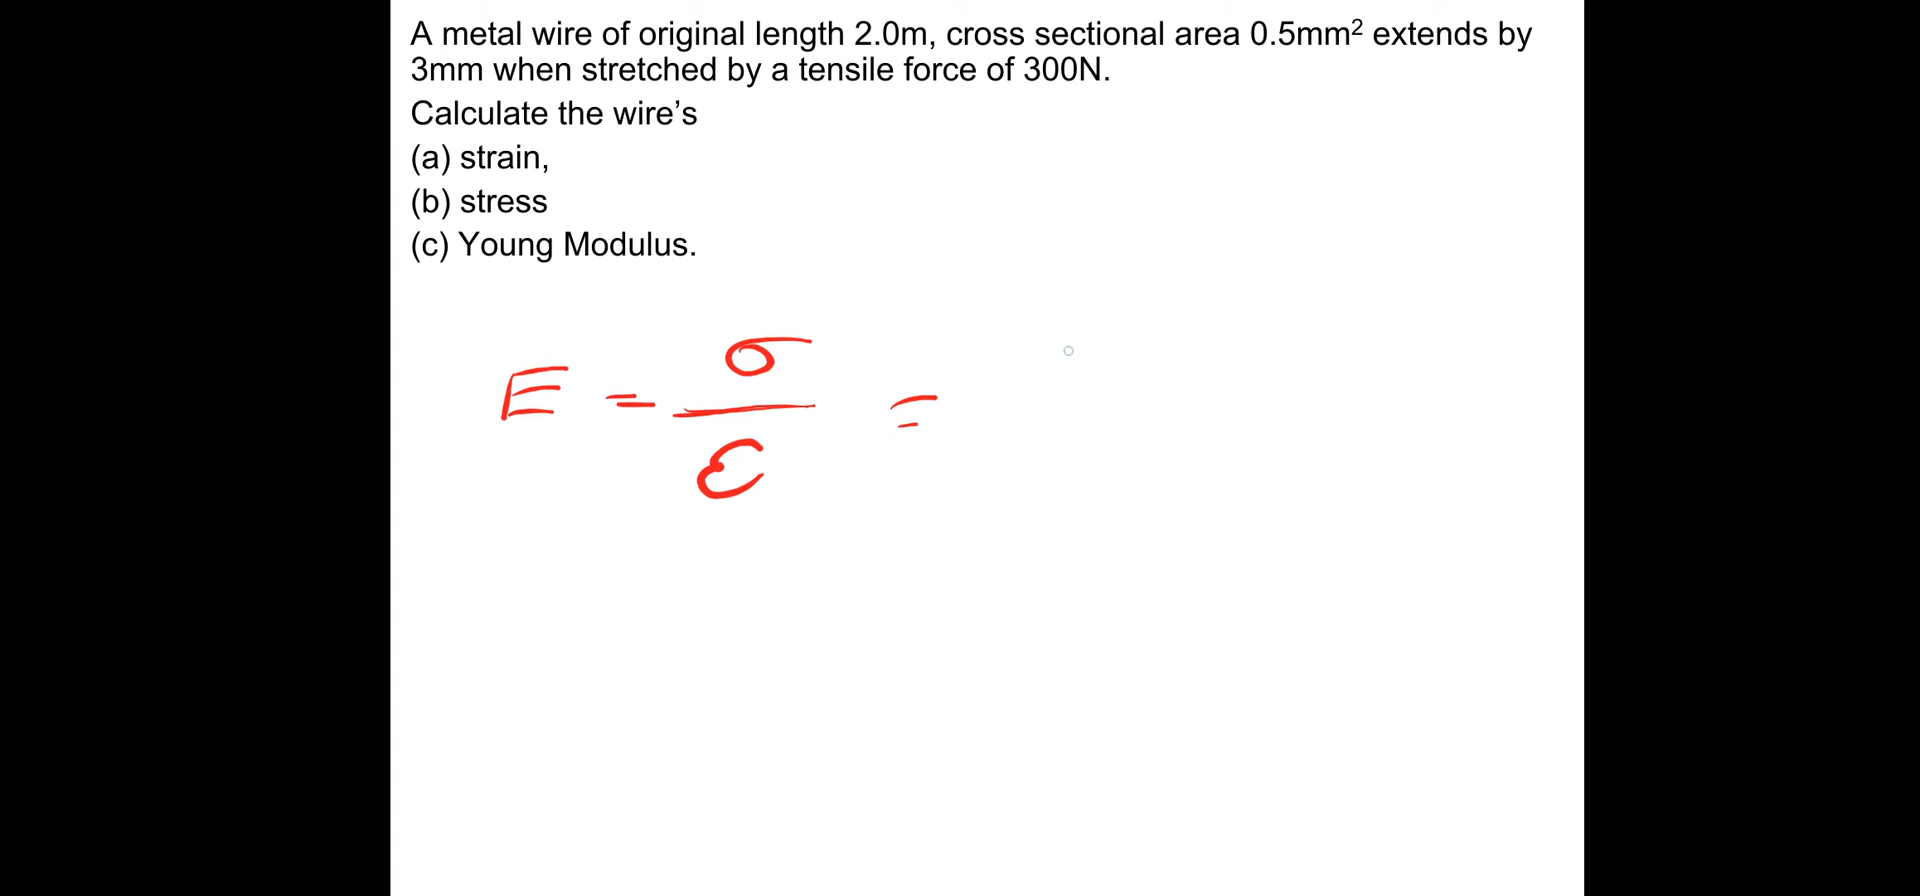 A metal wire of original length 2.0m, cross sectional area 0.5mm² extends by
3mm when stretched by a tensile force of 300N.
Calculate the wire’s
(a) strain,
(b) stress
(c) Young Modulus.
E = σ/ε =